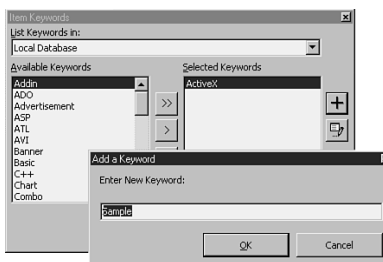 Item Keywords
List Keywords in:
Local Database
Available Keywords
Selected Keywords
Addin
ADO
Advertisement
ASP
ATL
AVI
Banner
Basic
C++
Chart
Combo
>>
>
ActiveX
Add a Keyword
Enter New Keyword:
Sample
OK
Cancel